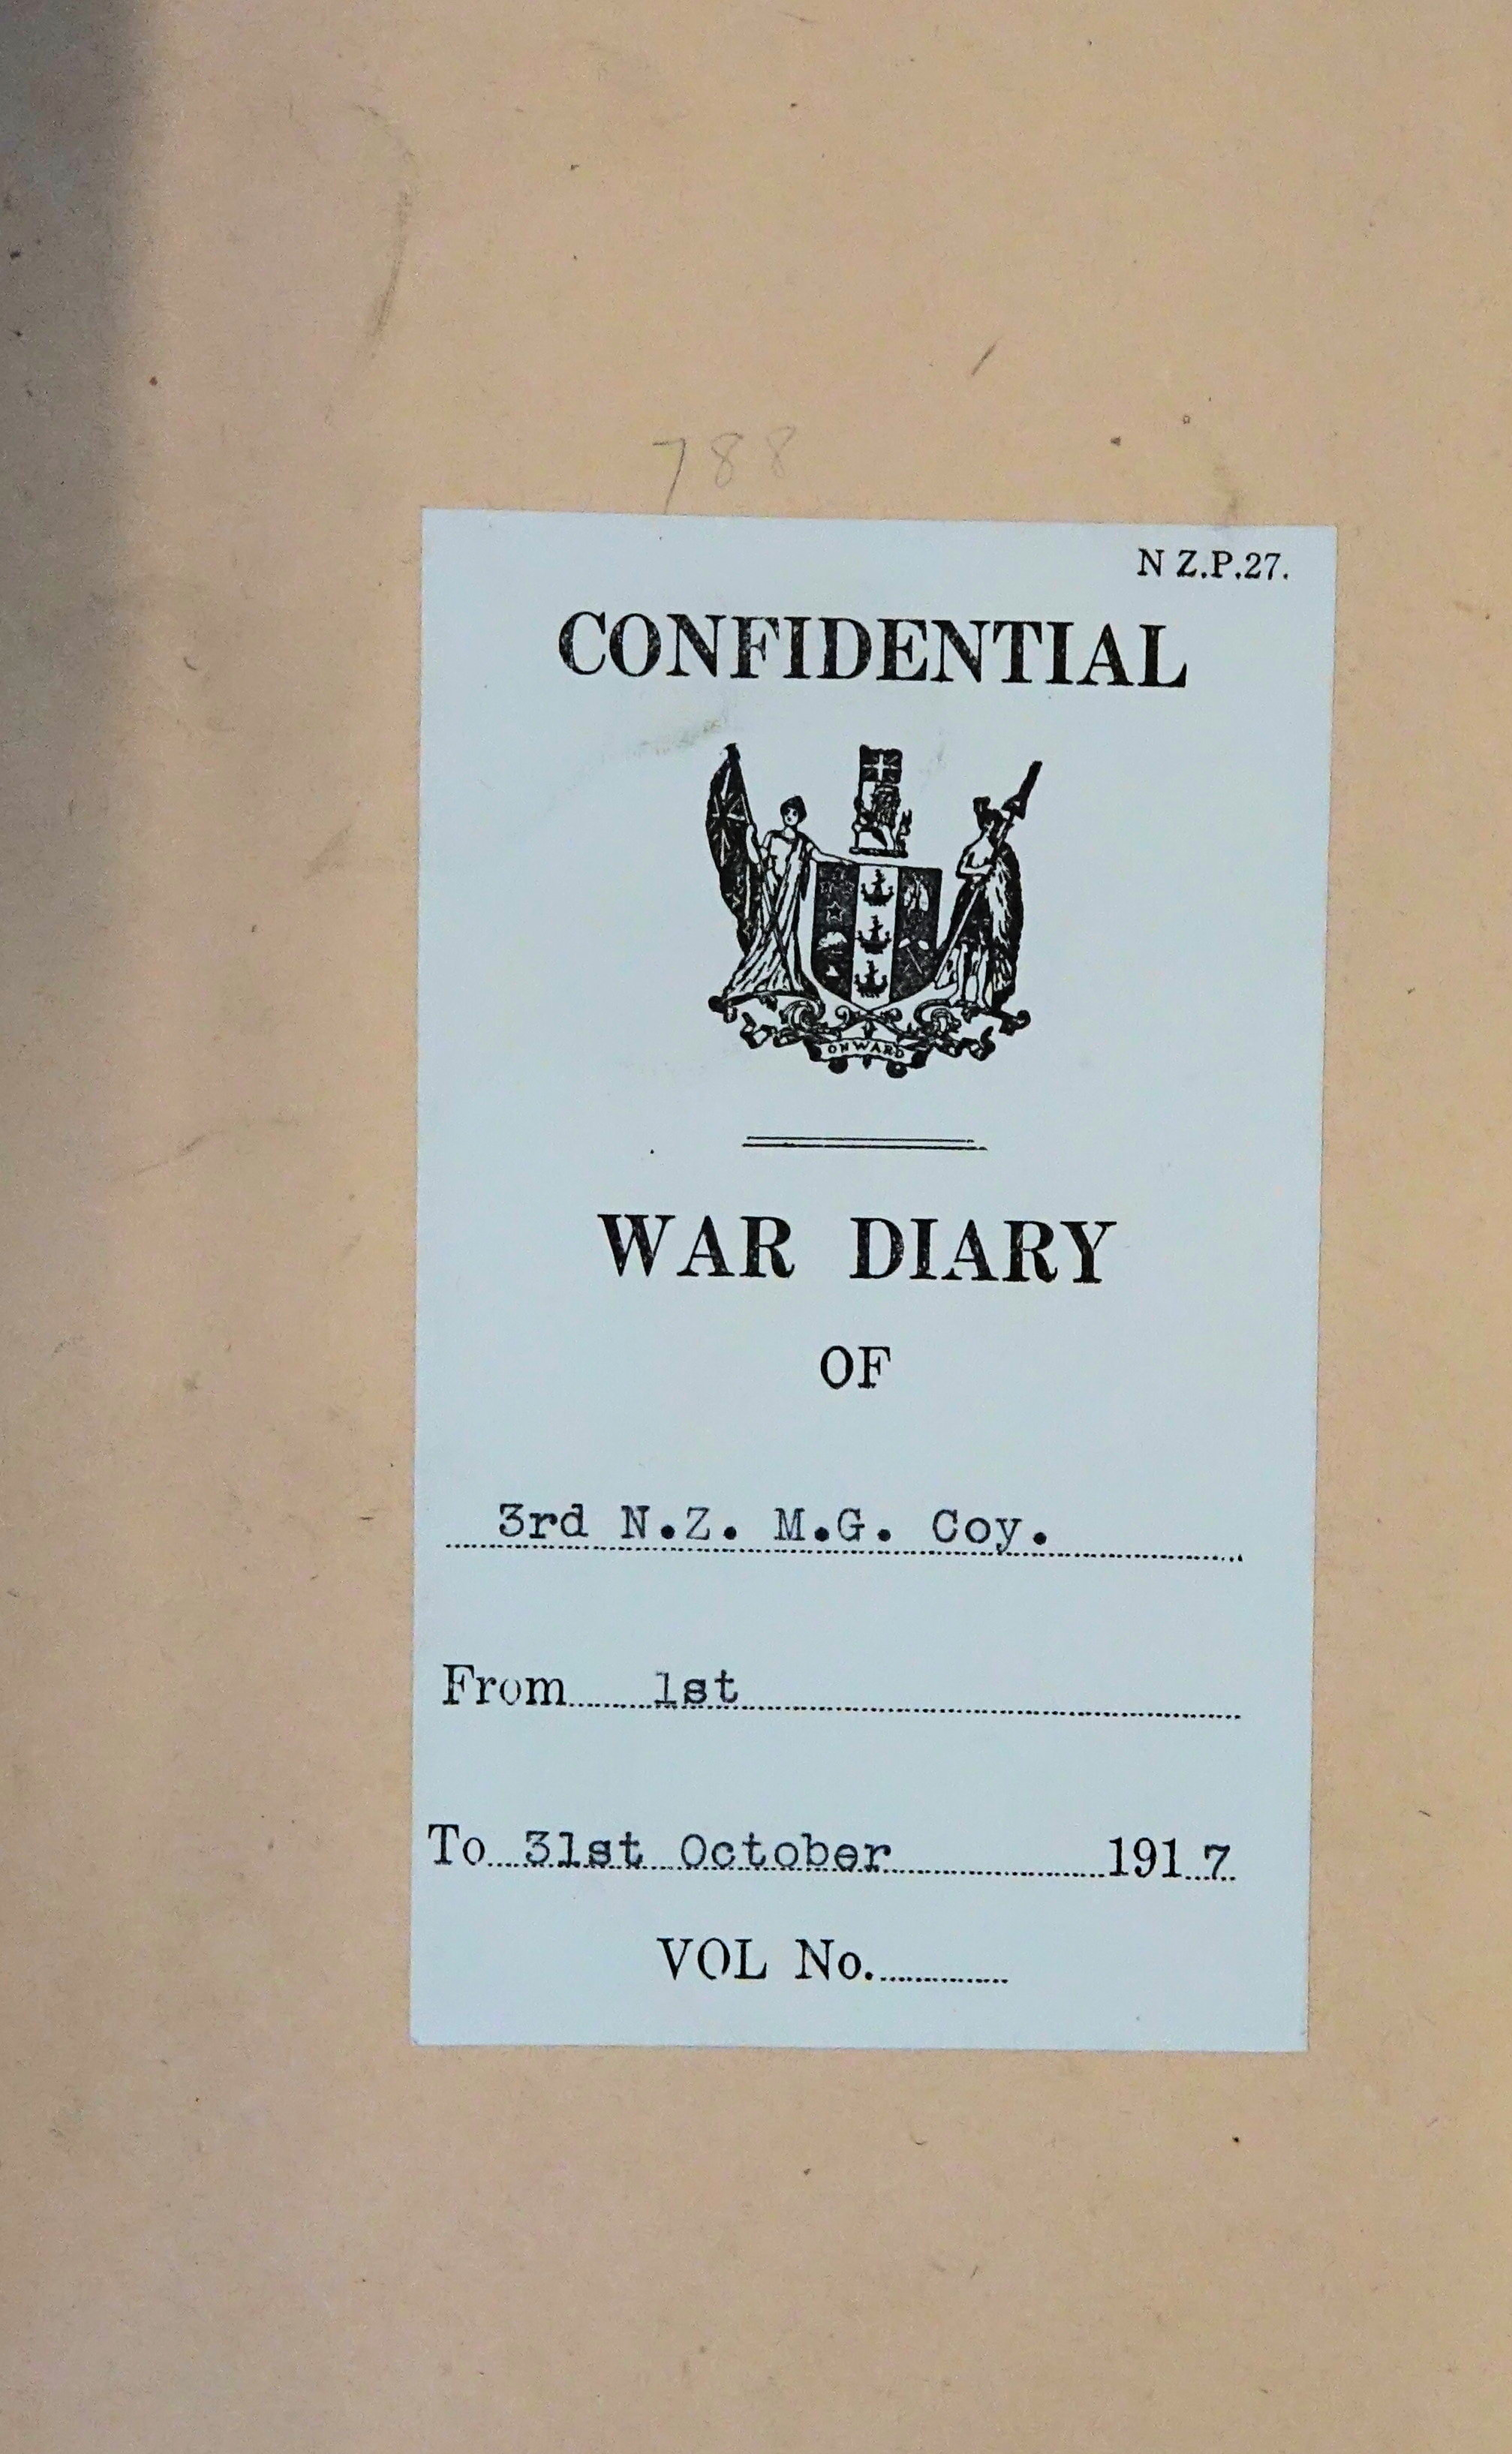 788
N Z.P.27.
CONFIDENTIAL
ONWARD
WAR DIARY
OF
3rd N.Z. M.G. Coy.
From 1st
To 31st October 1917
VOL No.